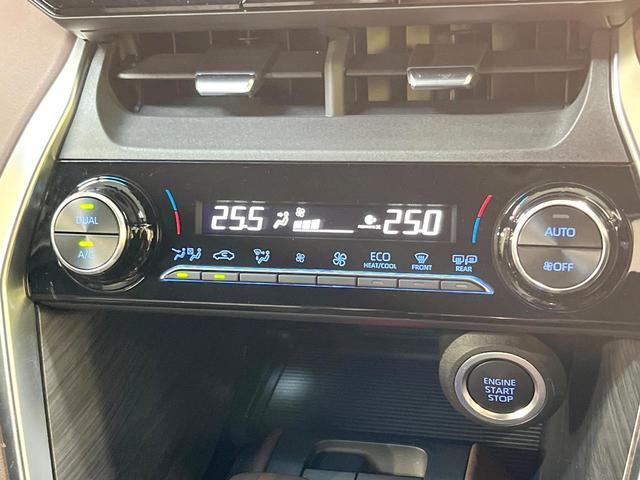 25.5 25.0
DUAL
A/C
AUTO
OFF
ECO
HEAT/COOL
FRONT
REAR
ENGINE
START
STOP